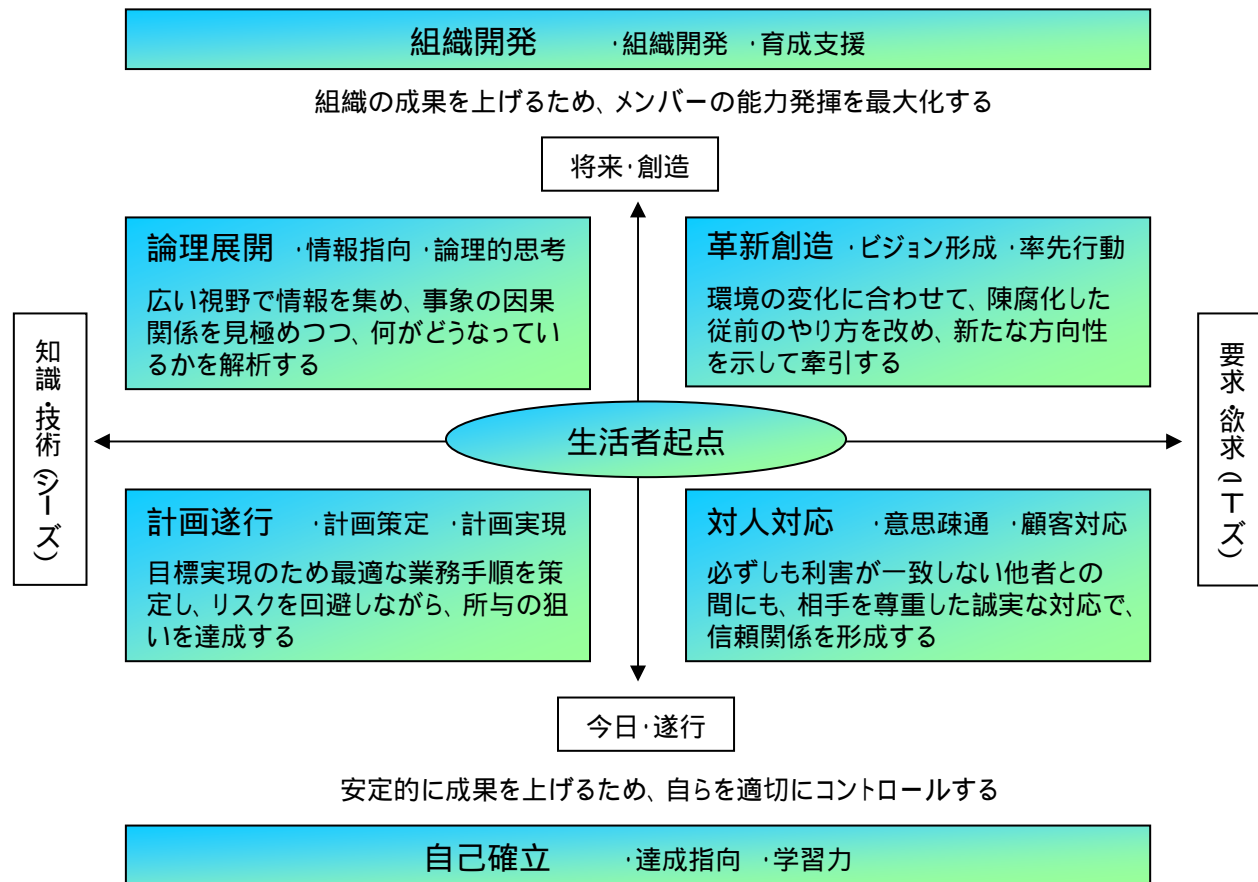 組織開発 ・組織開発 ・育成支援
組織の成果を上げるため、メンバーの能力発揮を最大化する
将来・創造
論理展開 ・情報指向 ・論理的思考
広い視野で情報を集め、事象の因果
関係を見極めつつ、何がどうなってい
るかを解析する
革新創造 ・ビジョン形成 ・率先行動
環境の変化に合わせて、陳腐化した
従前のやり方を改め、新たな方向性
を示して牽引する
知識・技術(シーズ)
生活者起点
要求・欲求(ニーズ)
計画遂行 ・計画策定 ・計画実現
目標実現のため最適な業務手順を策
定し、リスクを回避しながら、所与の狙
いを達成する
対人対応 ・意思疎通 ・顧客対応
必ずしも利害が一致しない他者との
間にも、相手を尊重した誠実な対応で、
信頼関係を形成する
今日・遂行
安定的に成果を上げるため、自らを適切にコントロールする
自己確立 ・達成指向 ・学習力